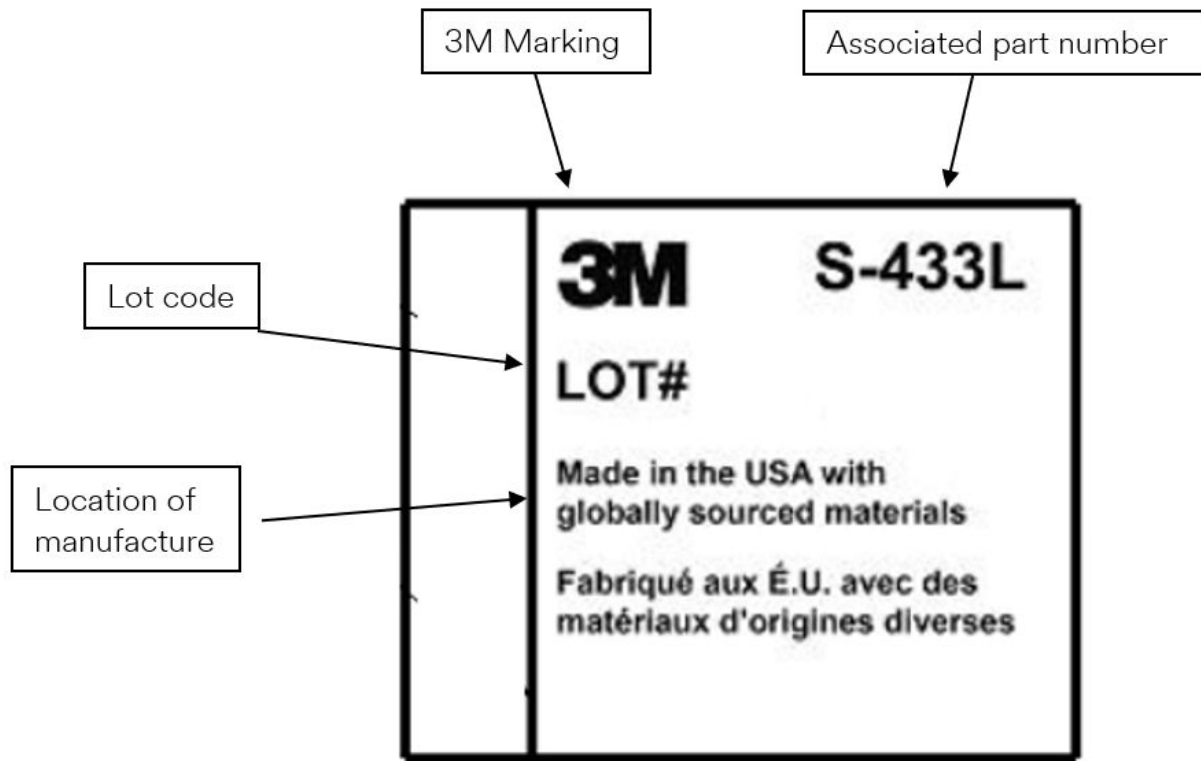 3M Marking
Associated part number
3M S-433L
Lot code
LOT#
Location of
manufacture
Made in the USA with
globally sourced materials
Fabriqué aux É.U. avec des
matériaux d'origines diverses